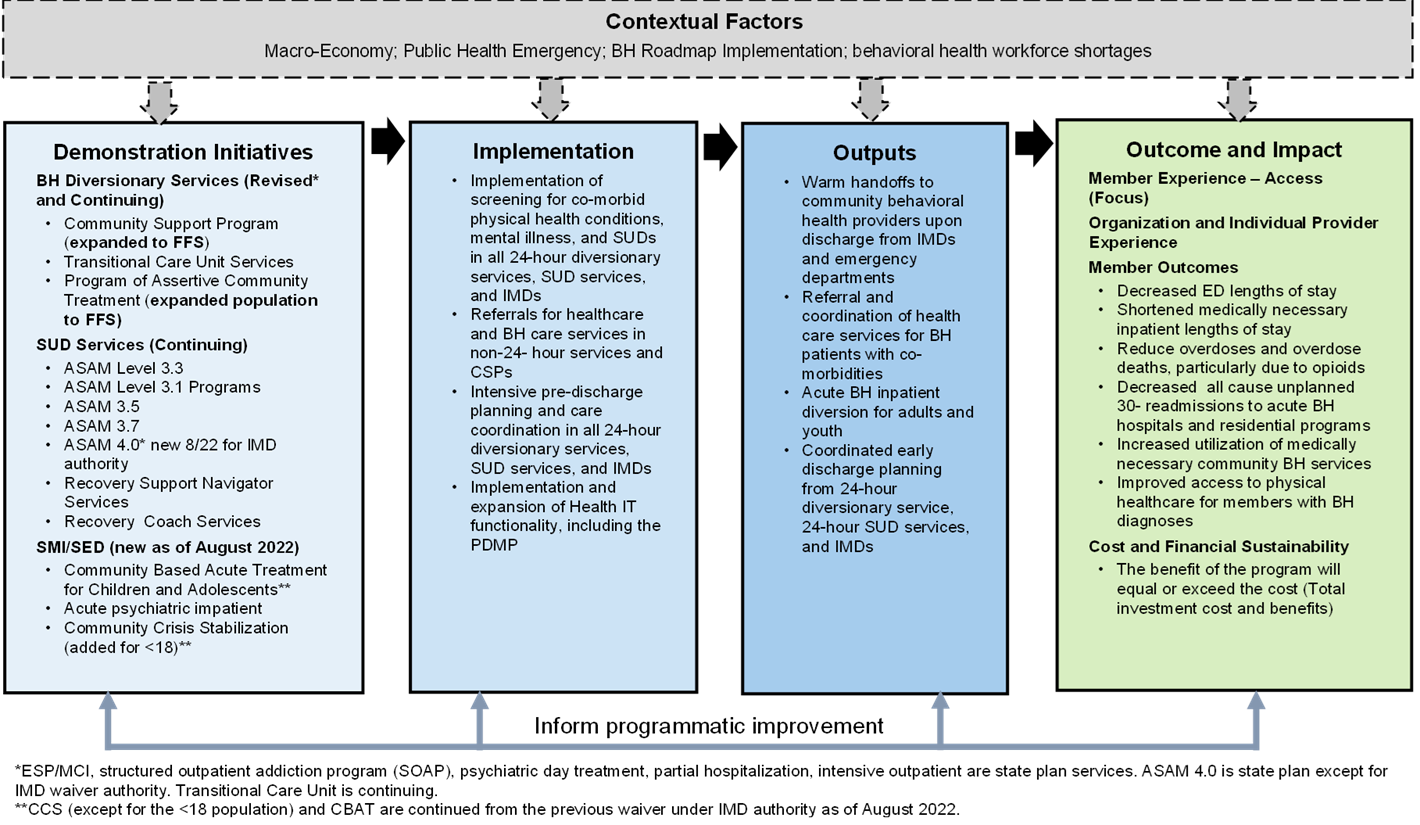 Contextual Factors
Macro-Economy; Public Health Emergency; BH Roadmap Implementation; behavioral health workforce shortages
Demonstration Initiatives
BH Diversionary Services (Revised*
and Continuing)
• Community Support Program
(expanded to FFS)
• Transitional Care Unit Services
• Program of Assertive Community
Treatment (expanded population
to FFS)
SUD Services (Continuing)
• ASAM Level 3.3
• ASAM Level 3.1 Programs
• ASAM 3.5
• ASAM 3.7
• ASAM 4.0* new 8/22 for IMD
authority
• Recovery Support Navigator
Services
• Recovery Coach Services
SMI/SED (new as of August 2022)
• Community Based Acute Treatment
for Children and Adolescents**
• Acute psychiatric impatient
• Community Crisis Stabilization
(added for <18)**
Implementation
• Implementation of
screening for co-morbid
physical health conditions,
mental illness, and SUDs
in all 24-hour diversionary
services, SUD services,
and IMDs
• Referrals for healthcare
and BH care services in
non-24- hour services and
CSPs
• Intensive pre-discharge
planning and care
coordination in all 24-hour
diversionary services,
SUD services, and IMDs
• Implementation and
expansion of Health IT
functionality, including the
PDMP
Outputs
• Warm handoffs to
community behavioral
health providers upon
discharge from IMDs
and emergency
departments
• Referral and
coordination of health
care services for BH
patients with co-
morbidities
• Acute BH inpatient
diversion for adults and
youth
• Coordinated early
discharge planning
from 24-hour
diversionary service,
24-hour SUD services,
and IMDs
Outcome and Impact
Member Experience – Access
(Focus)
Organization and Individual Provider
Experience
Member Outcomes
• Decreased ED lengths of stay
• Shortened medically necessary
inpatient lengths of stay
• Reduce overdoses and overdose
deaths, particularly due to opioids
• Decreased all cause unplanned
30- readmissions to acute BH
hospitals and residential programs
• Increased utilization of medically
necessary community BH services
• Improved access to physical
healthcare for members with BH
diagnoses
Cost and Financial Sustainability
• The benefit of the program will
equal or exceed the cost (Total
investment cost and benefits)
Inform programmatic improvement
*ESP/MCI, structured outpatient addiction program (SOAP), psychiatric day treatment, partial hospitalization, intensive outpatient are state plan services. ASAM 4.0 is state plan except for
IMD waiver authority. Transitional Care Unit is continuing.
**CCS (except for the <18 population) and CBAT are continued from the previous waiver under IMD authority as of August 2022.